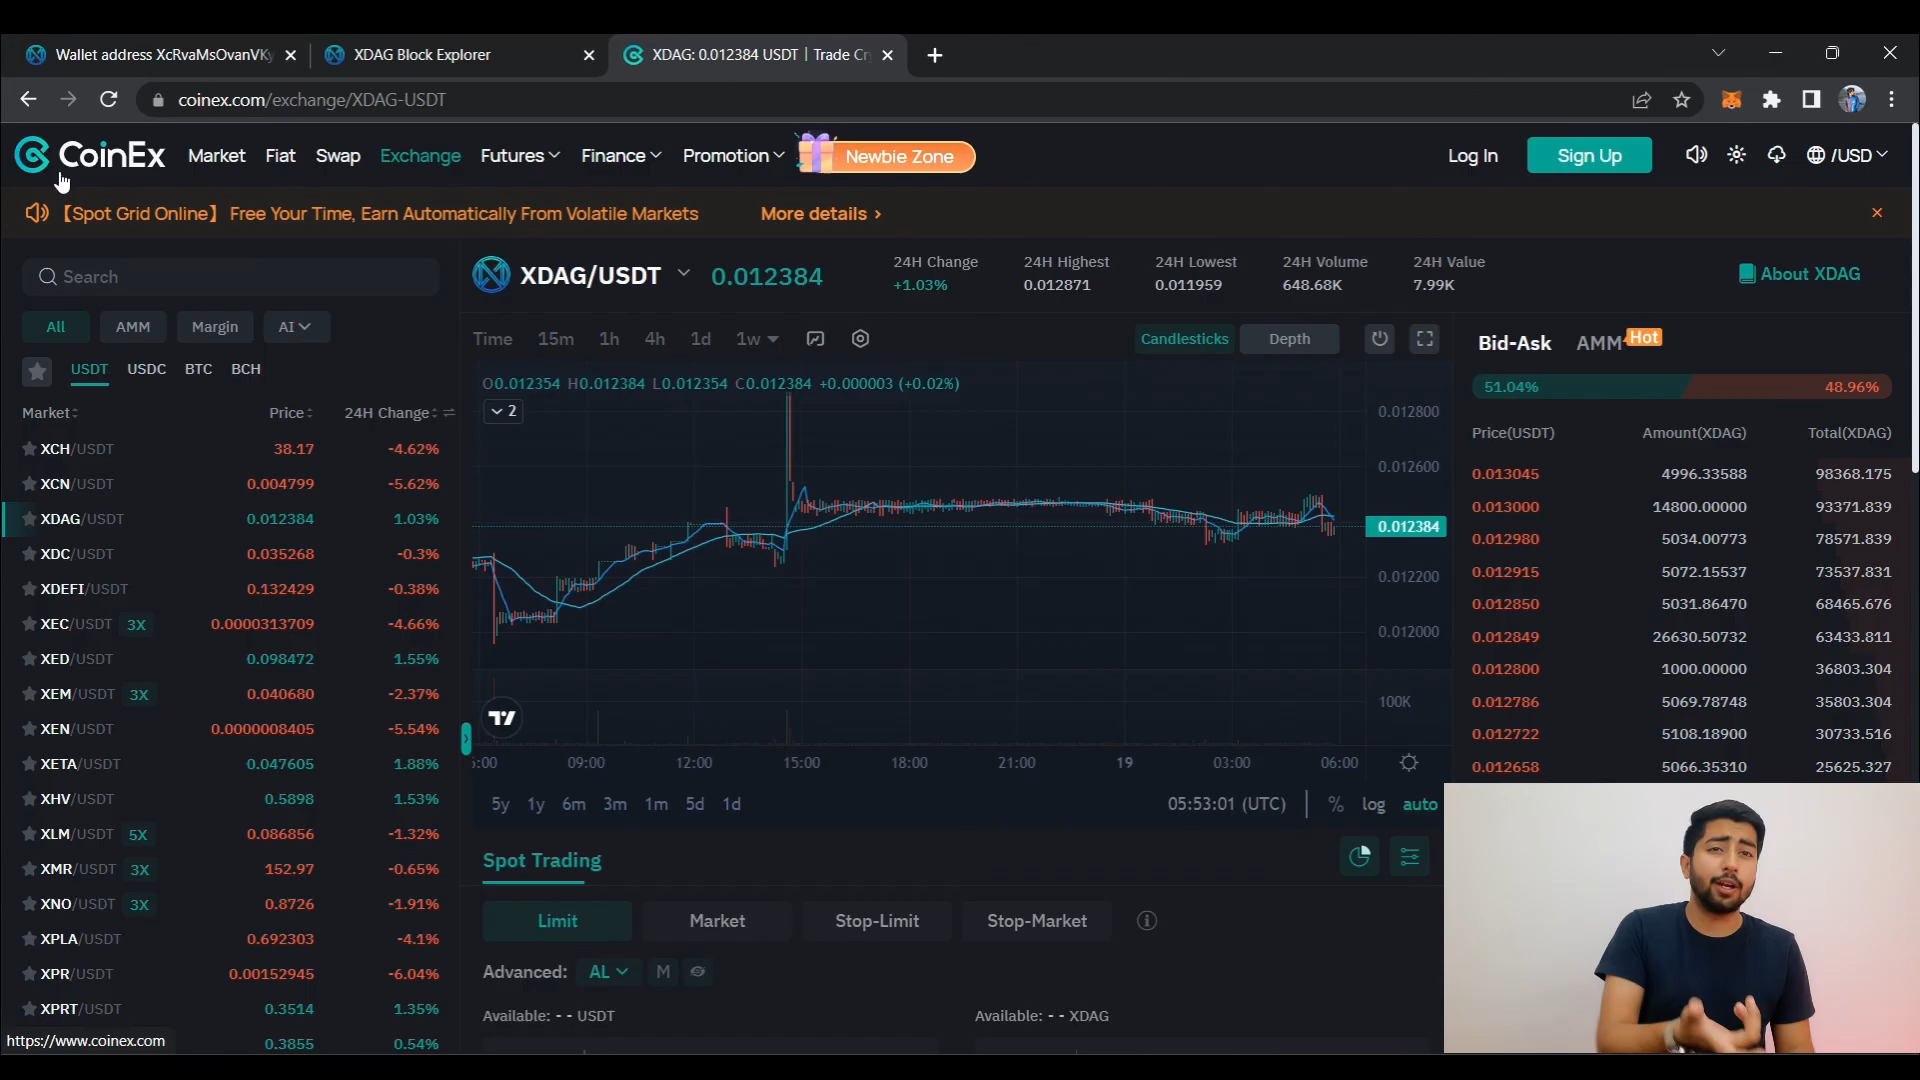 Wallet address XcRvaMsOvanVKy
XDAG Block Explorer
XDAG: 0.012384 USDT | Trade Cr
coinex.com/exchange/XDAG-USDT
CoinEx
Market
Fiat
Swap
Exchange
Futures
Finance
Promotion
Newbie Zone
Log In
Sign Up
/USD
【Spot Grid Online】 Free Your Time, Earn Automatically From Volatile Markets
More details >
Search
All
AMM
Margin
AI
USDT
USDC
BTC
BCH
Market Price 24H Change
XCH/USDT 38.17 -4.62%
XCN/USDT 0.004799 -5.62%
XDAG/USDT 0.012384 1.03%
XDC/USDT 0.035268 -0.3%
XDEFI/USDT 0.132429 -0.38%
XEC/USDT 3X 0.0000313709 -4.66%
XED/USDT 0.098472 1.55%
XEM/USDT 3X 0.040680 -2.37%
XEN/USDT 0.0000008405 -5.54%
XETA/USDT 0.047605 1.88%
XHV/USDT 0.5898 1.53%
XLM/USDT 5X 0.086856 -1.32%
XMR/USDT 3X 152.97 -0.65%
XNO/USDT 3X 0.8726 -1.91%
XPLA/USDT 0.692303 -4.1%
XPR/USDT 0.00152945 -6.04%
XPRT/USDT 0.3514 1.35%
0.3855 0.54%
https://www.coinex.com
XDAG/USDT
0.012384
24H Change
+1.03%
24H Highest
0.012871
24H Lowest
0.011959
24H Volume
648.68K
24H Value
7.99K
About XDAG
Time 15m 1h 4h 1d 1w
Candlesticks
Depth
O0.012354 H0.012384 L0.012354 C0.012384 +0.000003 (+0.02%)
2
0.012800
0.012600
0.012384
0.012200
0.012000
100K
:00 09:00 12:00 15:00 18:00 21:00 19 03:00 06:00
5y 1y 6m 3m 1m 5d 1d
05:53:01 (UTC)
% log auto
Spot Trading
Limit
Market
Stop-Limit
Stop-Market
Advanced: AL M
Available: - - USDT
Available: - - XDAG
Bid-Ask
AMM
Hot
51.04%
48.96%
Price(USDT) Amount(XDAG) Total(XDAG)
0.013045 4996.33588 98368.175
0.013000 14800.00000 93371.839
0.012980 5034.00773 78571.839
0.012915 5072.15537 73537.831
0.012850 5031.86470 68465.676
0.012849 26630.50732 63433.811
0.012800 1000.00000 36803.304
0.012786 5069.78748 35803.304
0.012722 5108.18900 30733.516
0.012658 5066.35310 25625.327